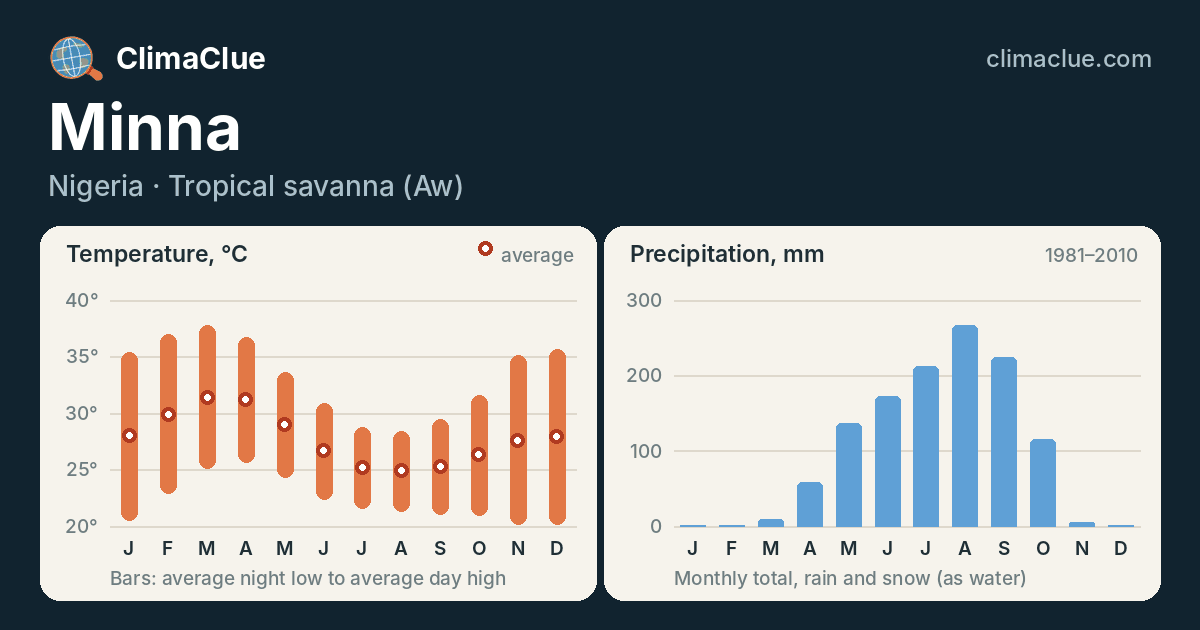 ClimaClue
climaclue.com
Minna
Nigeria · Tropical savanna (Aw)
Temperature, °C
average
40°
35°
30°
25°
20°
J F M A M J J A S O N D
Bars: average night low to average day high
Precipitation, mm
1981–2010
300
200
100
0
J F M A M J J A S O N D
Monthly total, rain and snow (as water)